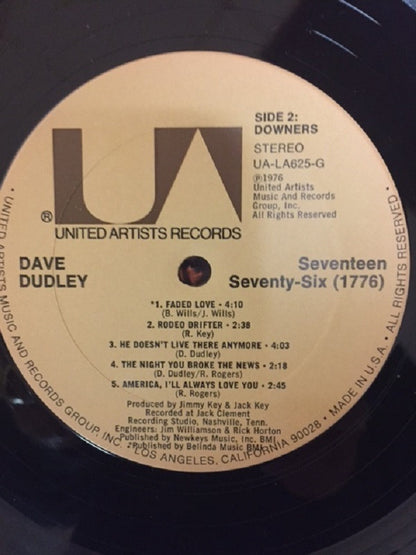 SIDE 2:
DOWNERS
STEREO
UA-LA625-G
℗1976
United Artists
Music And Records
Group, Inc.
All Rights Reserved
UA
®
UNITED ARTISTS RECORDS
DAVE
DUDLEY
Seventeen
Seventy-Six (1776)
*1. FADED LOVE • 4:10
(B. Wills/J. Wills)
2. RODEO DRIFTER • 2:38
(R. Key)
3. HE DOESN'T LIVE THERE ANYMORE • 4:03
(D. Dudley)
4. THE NIGHT YOU BROKE THE NEWS • 2:18
(D. Dudley/R. Rogers)
5. AMERICA, I'LL ALWAYS LOVE YOU • 2:45
(R. Rogers)
Produced by Jimmy Key & Jack Key
Recorded at Jack Clement
Recording Studio, Nashville, Tenn.
Engineers: Jim Williamson & Rick Horton
Published by Newkeys Music, Inc. BMI
*Published by Belinda Music BMI
• UNITED ARTISTS MUSIC AND RECORDS GROUP INC. • LOS ANGELES, CALIFORNIA 90028 • MADE IN U.S.A. •